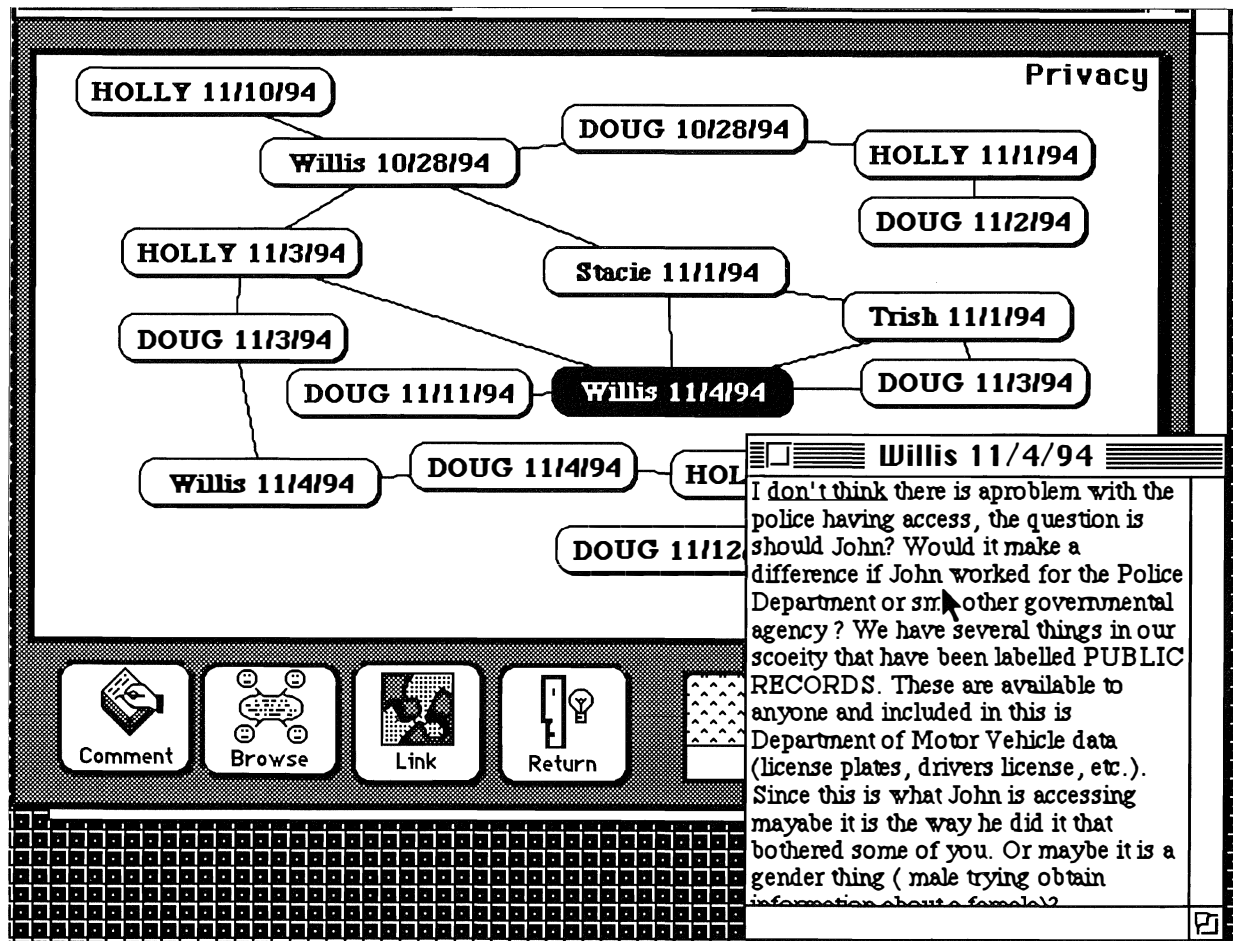 Privacy
HOLLY 11/10/94
DOUG 10/28/94
Willis 10/28/94
HOLLY 11/1/94
DOUG 11/2/94
HOLLY 11/3/94
Stacie 11/1/94
Trish 11/1/94
DOUG 11/3/94
DOUG 11/3/94
DOUG 11/11/94
Willis 11/4/94
Willis 11/4/94
DOUG 11/4/94
HOL
DOUG 11/12/
Willis 11/4/94
I don't think there is aproblem with the
police having access, the question is
should John? Would it make a
difference if John worked for the Police
Department or other governmental
agency ? We have several things in our
scoeity that have been labelled PUBLIC
RECORDS. These are available to
anyone and included in this is
Department of Motor Vehicle data
(license plates, drivers license, etc.).
Since this is what John is accessing
mayabe it is the way he did it that
bothered some of you. Or maybe it is a
gender thing ( male trying obtain
information about a female)?
Comment
Browse
Link
Return